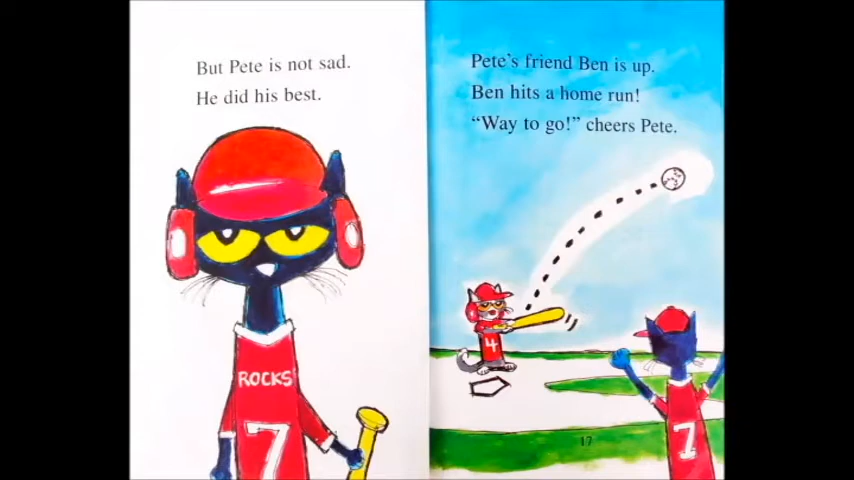 But Pete is not sad.
He did his best.
ROCKS
7
Pete's friend Ben is up.
Ben hits a home run!
“Way to go!” cheers Pete.
4
7
17